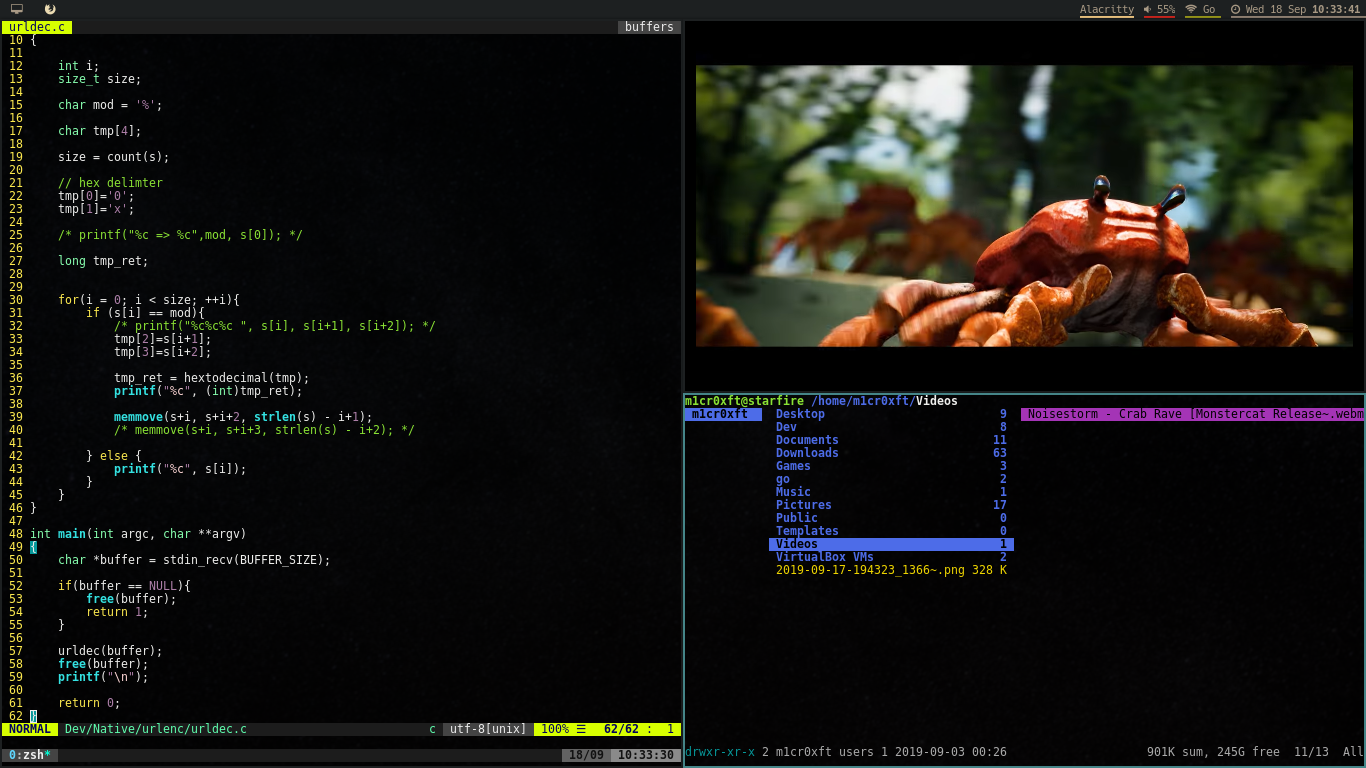 Alacritty 55% Go Wed 18 Sep 10:33:41
urldec.c buffers
10 {
11
12     int i;
13     size_t size;
14
15     char mod = '%';
16
17     char tmp[4];
18
19     size = count(s);
20
21     // hex delimter
22     tmp[0]='0';
23     tmp[1]='x';
24
25     /* printf("%c => %c",mod, s[0]); */
26
27     long tmp_ret;
28
29
30     for(i = 0; i < size; ++i){
31         if (s[i] == mod){
32             /* printf("%c%c%c ", s[i], s[i+1], s[i+2]); */
33             tmp[2]=s[i+1];
34             tmp[3]=s[i+2];
35
36             tmp_ret = hextodecimal(tmp);
37             printf("%c", (int)tmp_ret);
38
39             memmove(s+i, s+i+2, strlen(s) - i+1);
40             /* memmove(s+i, s+i+3, strlen(s) - i+2); */
41
42         } else {
43             printf("%c", s[i]);
44         }
45     }
46 }
47
48 int main(int argc, char **argv)
49 {
50     char *buffer = stdin_recv(BUFFER_SIZE);
51
52     if(buffer == NULL){
53         free(buffer);
54         return 1;
55     }
56
57     urldec(buffer);
58     free(buffer);
59     printf("\n");
60
61     return 0;
62 }
NORMAL Dev/Native/urlenc/urldec.c c utf-8[unix] 100% ☰ 62/62 : 1
0:zsh* 18/09 10:33:30
m1cr0xft@starfire /home/m1cr0xft/Videos
m1cr0xft Desktop 9 Noisestorm - Crab Rave [Monstercat Release~.webm
Dev 8
Documents 11
Downloads 63
Games 3
go 2
Music 1
Pictures 17
Public 0
Templates 0
Videos 1
VirtualBox VMs 2
2019-09-17-194323_1366~.png 328 K
drwxr-xr-x 2 m1cr0xft users 1 2019-09-03 00:26 901K sum, 245G free 11/13 All